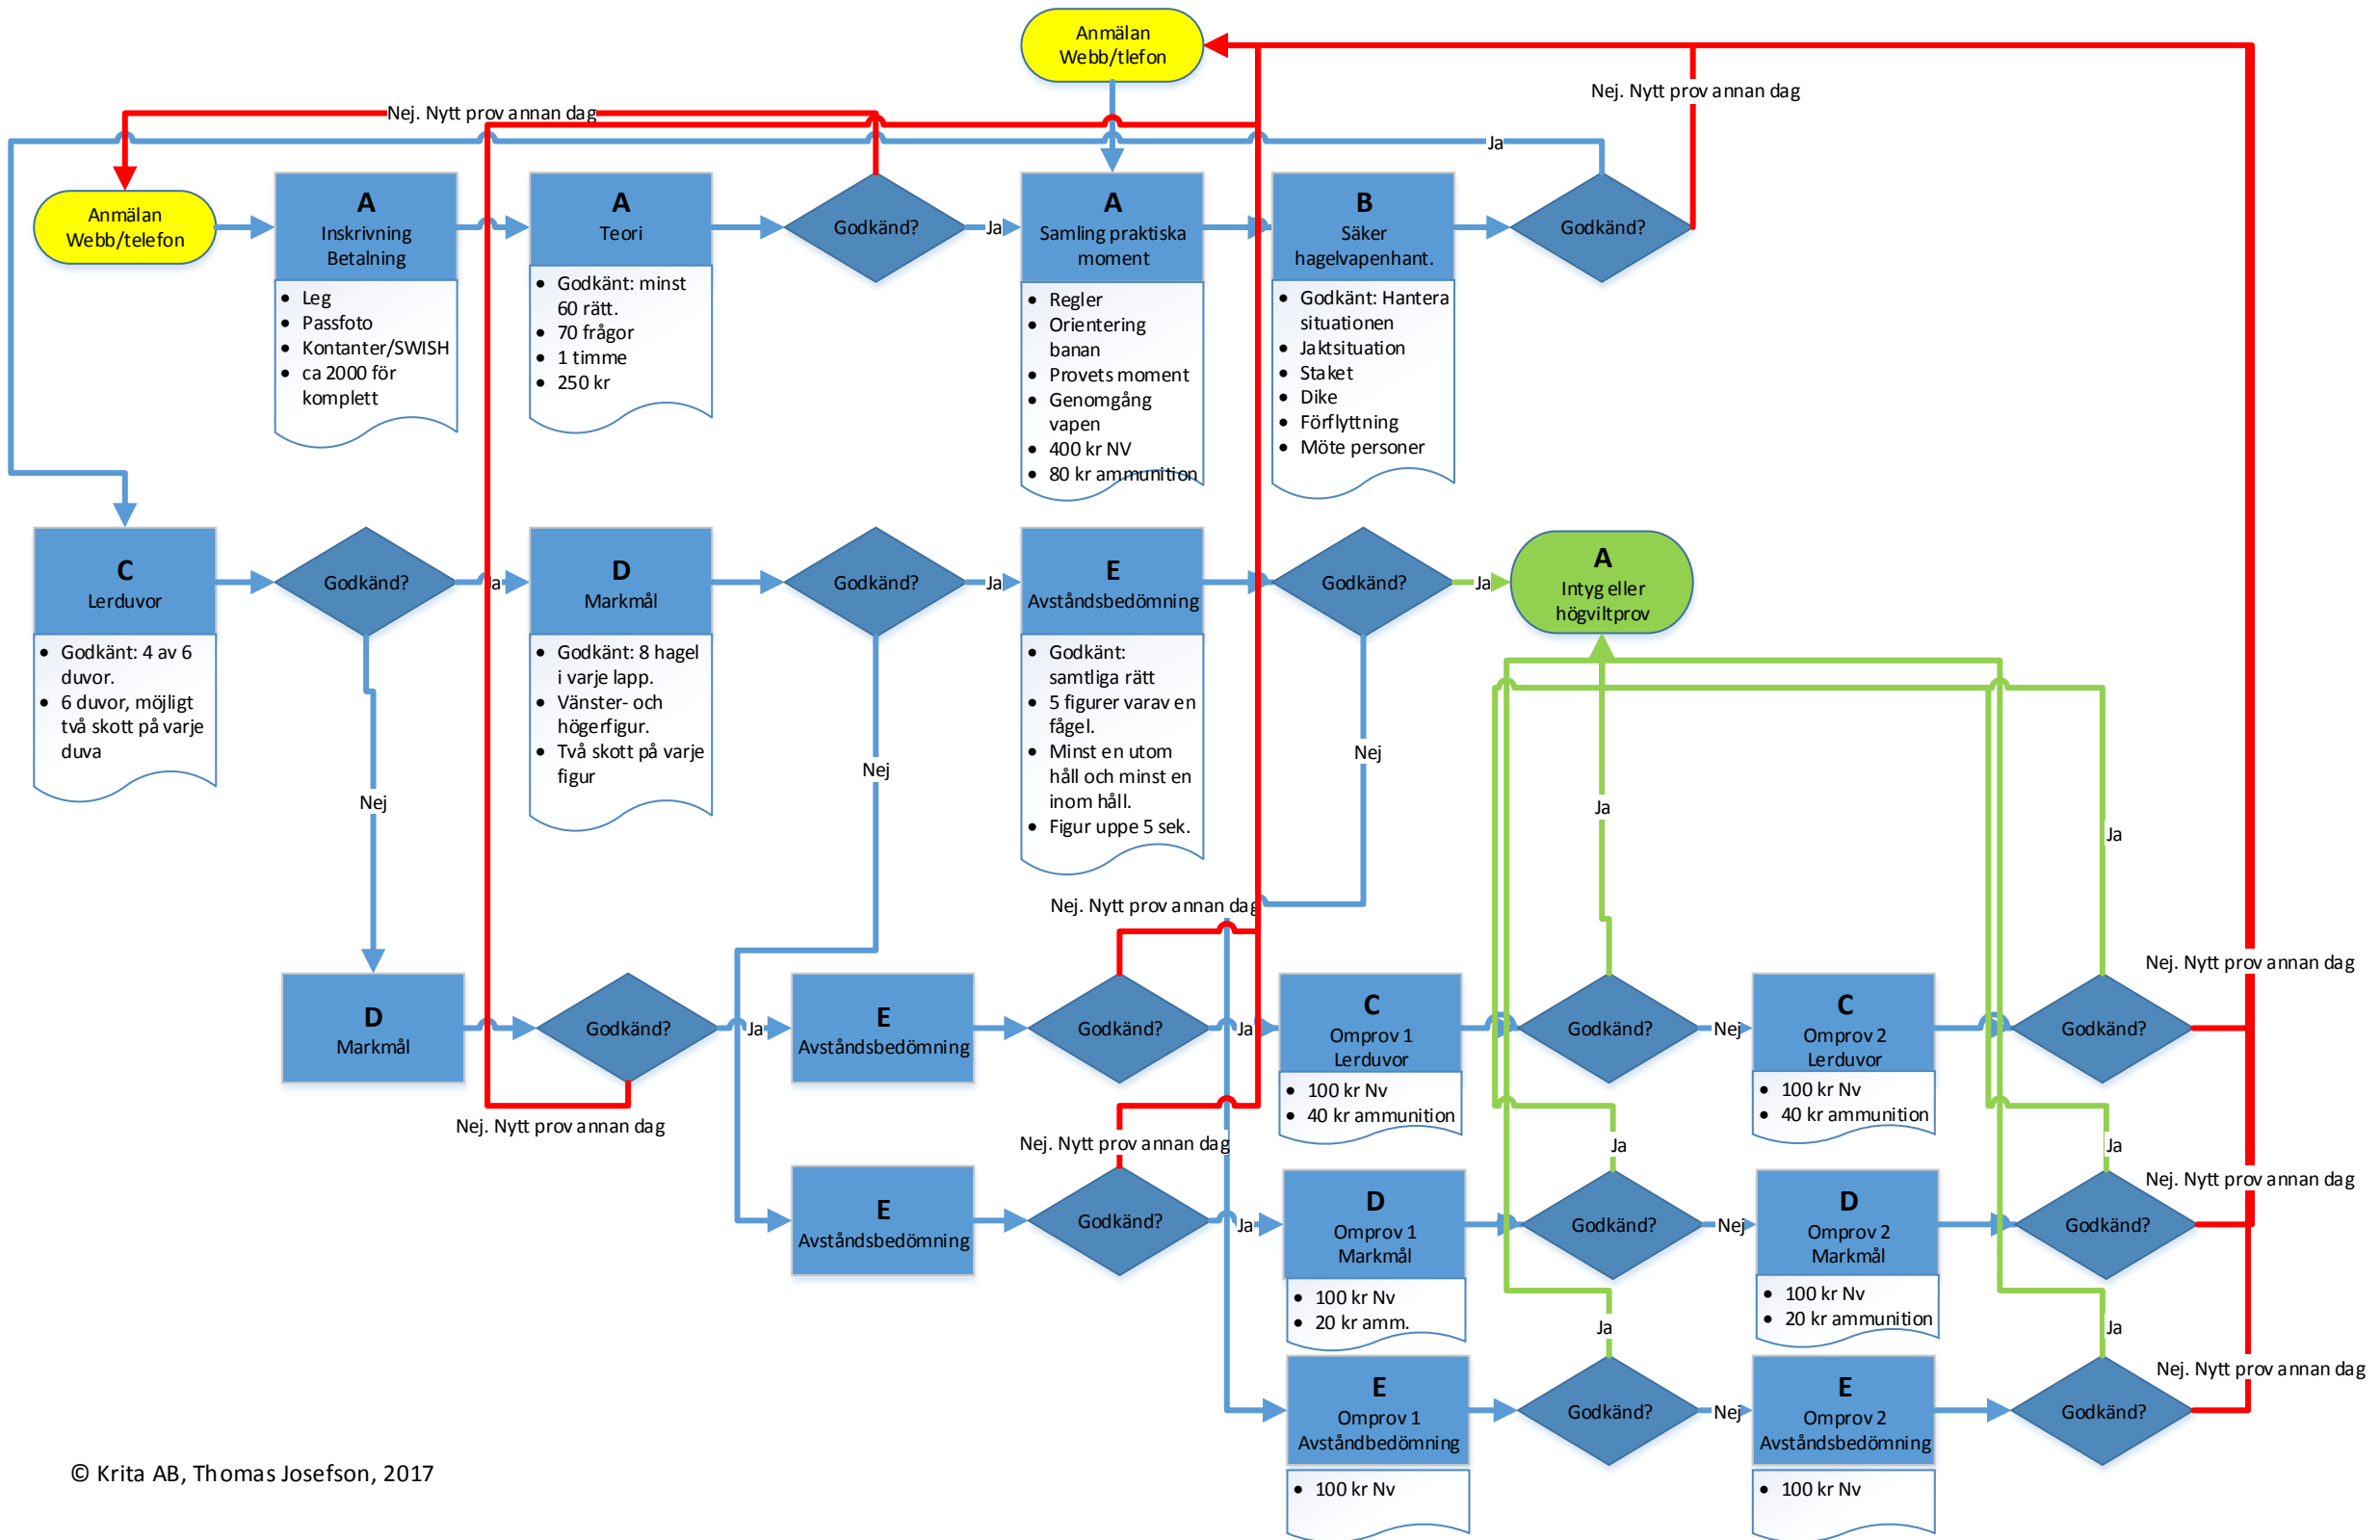 Anmälan
Webb/tlefon
Nej. Nytt prov annan dag
Nej. Nytt prov annan dag
Ja
Anmälan
Webb/telefon
A
Inskrivning
Betalning
• Leg
• Passfoto
• Kontanter/SWISH
• ca 2000 för
komplett
A
Teori
• Godkänt: minst
60 rätt.
• 70 frågor
• 1 timme
• 250 kr
Godkänd?
Ja
A
Samling praktiska
moment
• Regler
• Orientering
banan
• Provets moment
• Genomgång
vapen
• 400 kr NV
• 80 kr ammunition
B
Säker
hagelvapenhant.
• Godkänt: Hantera
situationen
• Jaktsituation
• Staket
• Dike
• Förflyttning
• Möte personer
Godkänd?
C
Lerduvor
• Godkänt: 4 av 6
duvor.
• 6 duvor, möjligt
två skott på varje
duva
Godkänd?
Ja
Nej
D
Markmål
• Godkänt: 8 hagel
i varje lapp.
• Vänster- och
högerfigur.
• Två skott på varje
figur
Godkänd?
Ja
Nej
E
Avståndsbedömning
• Godkänt:
samtliga rätt
• 5 figurer varav en
fågel.
• Minst en utom
håll och minst en
inom håll.
• Figur uppe 5 sek.
Godkänd?
Ja
Nej
A
Intyg eller
högviltprov
Ja
Ja
Nej. Nytt prov annan dag
Nej. Nytt prov annan dag
D
Markmål
Godkänd?
Ja
Nej. Nytt prov annan dag
E
Avståndsbedömning
Godkänd?
Ja
C
Omprov 1
Lerduvor
• 100 kr Nv
• 40 kr ammunition
Godkänd?
Nej
C
Omprov 2
Lerduvor
• 100 kr Nv
• 40 kr ammunition
Godkänd?
Nej. Nytt prov annan dag
Ja
Ja
Nej. Nytt prov annan dag
E
Avståndsbedömning
Godkänd?
Ja
D
Omprov 1
Markmål
• 100 kr Nv
• 20 kr amm.
Godkänd?
Nej
D
Omprov 2
Markmål
• 100 kr Nv
• 20 kr ammunition
Godkänd?
Ja
Ja
Nej. Nytt prov annan dag
E
Omprov 1
Avståndbedömning
• 100 kr Nv
Godkänd?
Nej
E
Omprov 2
Avståndsbedömning
• 100 kr Nv
Godkänd?
© Krita AB, Thomas Josefson, 2017